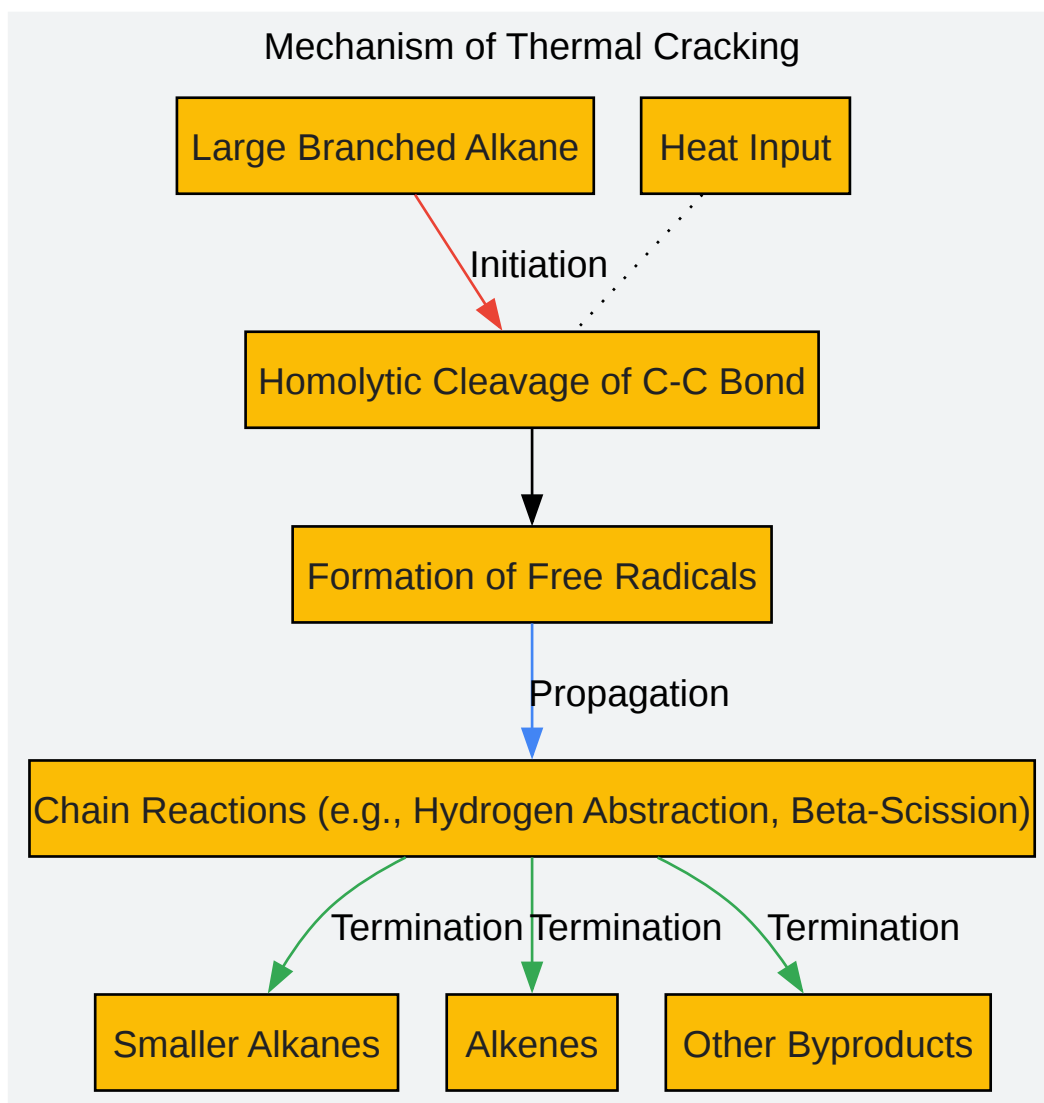 Mechanism of Thermal Cracking
Large Branched Alkane
Heat Input
Initiation
Homolytic Cleavage of C-C Bond
Formation of Free Radicals
Propagation
Chain Reactions (e.g., Hydrogen Abstraction, Beta-Scission)
Termination
Termination
Termination
Smaller Alkanes
Alkenes
Other Byproducts